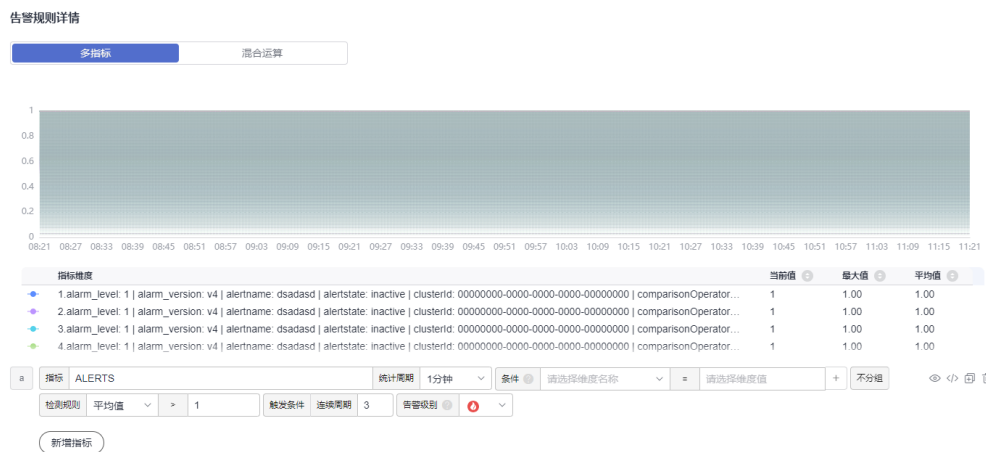 告警规则详情
多指标 混合运算
1
0.8
0.6
0.4
0.2
0
08:21 08:27 08:33 08:39 08:45 08:51 08:57 09:03 09:09 09:15 09:21 09:27 09:33 09:39 09:45 09:51 09:57 10:03 10:09 10:15 10:21 10:27 10:33 10:39 10:45 10:51 10:57 11:03 11:09 11:15 11:21
指标维度 当前值 最大值 平均值
1.alarm_level: 1 | alarm_version: v4 | alertname: dsadasd | alertstate: inactive | clusterId: 00000000-0000-0000-0000-00000000 | comparisonOperator... 1 1.00 1.00
2.alarm_level: 1 | alarm_version: v4 | alertname: dsadasd | alertstate: inactive | clusterId: 00000000-0000-0000-0000-00000000 | comparisonOperator... 1 1.00 1.00
3.alarm_level: 1 | alarm_version: v4 | alertname: dsadasd | alertstate: inactive | clusterId: 00000000-0000-0000-0000-00000000 | comparisonOperator... 1 1.00 1.00
4.alarm_level: 1 | alarm_version: v4 | alertname: dsadasd | alertstate: inactive | clusterId: 00000000-0000-0000-0000-00000000 | comparisonOperator... 1 1.00 1.00
a 指标 ALERTS 统计周期 1分钟 条件 请选择维度名称 = 请选择维度值 + 不分组
检测规则 平均值 > 1 触发条件 连续周期 3 告警级别
新增指标